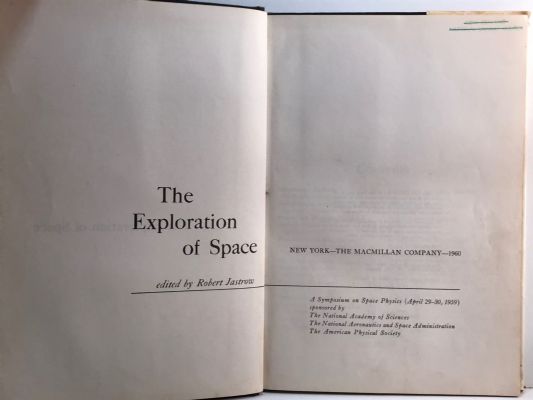 The
Exploration
of Space
edited by Robert Jastrow
NEW YORK—THE MACMILLAN COMPANY—1960
A Symposium on Space Physics (April 29–30, 1959)
sponsored by
The National Academy of Sciences
The National Aeronautics and Space Administration
The American Physical Society